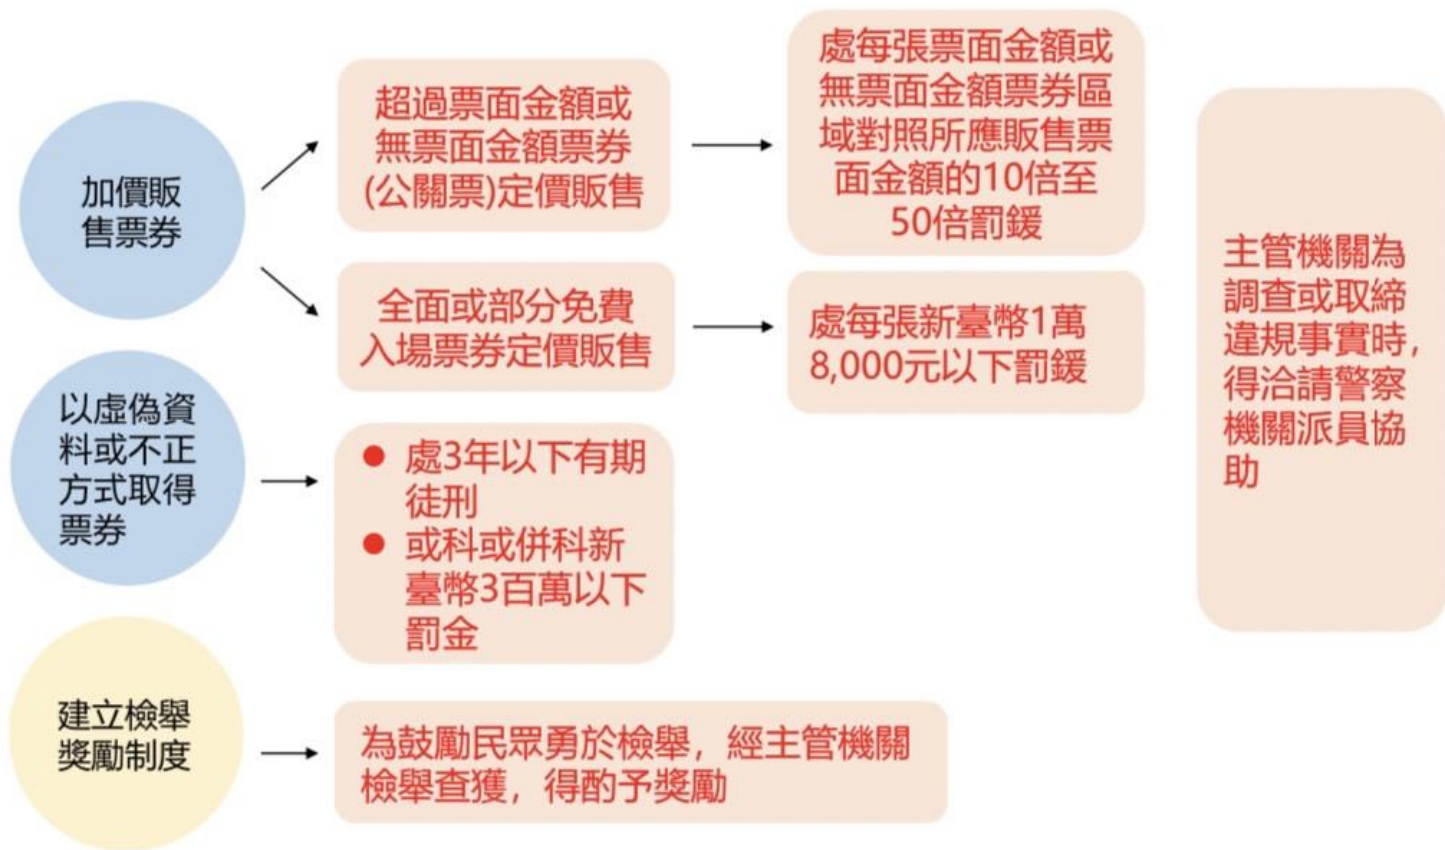 加價販
售票券
超過票面金額或
無票面金額票券
(公關票)定價販售
處每張票面金額或
無票面金額票券區
域對照所應販售票
面金額的10倍至
50倍罰鍰
全面或部分免費
入場票券定價販售
處每張新臺幣1萬
8,000元以下罰鍰
以虛偽資
料或不正
方式取得
票券
● 處3年以下有期
徒刑
● 或科或併科新
臺幣3百萬以下
罰金
建立檢舉
獎勵制度
為鼓勵民眾勇於檢舉，經主管機關
檢舉查獲，得酌予獎勵
主管機關為
調查或取締
違規事實時，
得洽請警察
機關派員協
助